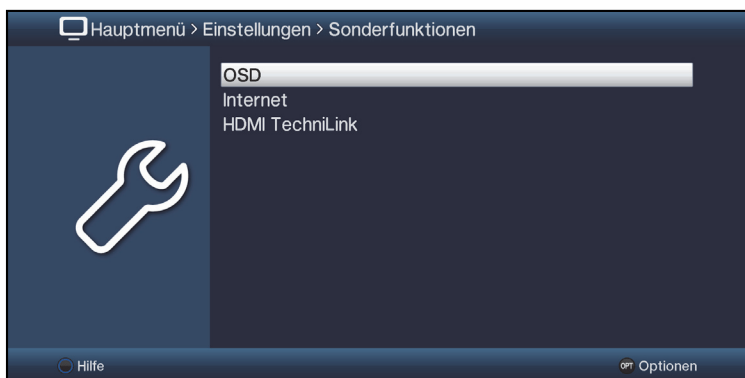 Hauptmenü > Einstellungen > Sonderfunktionen
OSD
Internet
HDMI TechniLink
Hilfe
OPT Optionen